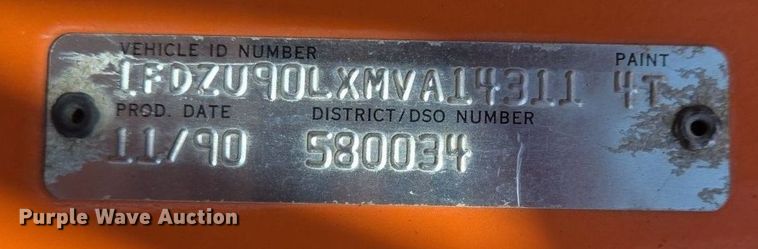 VEHICLE ID NUMBER PAINT
1FDZU90LXMVA14311 4T
PROD. DATE DISTRICT/DSO NUMBER
11/90 580034
Purple Wave Auction